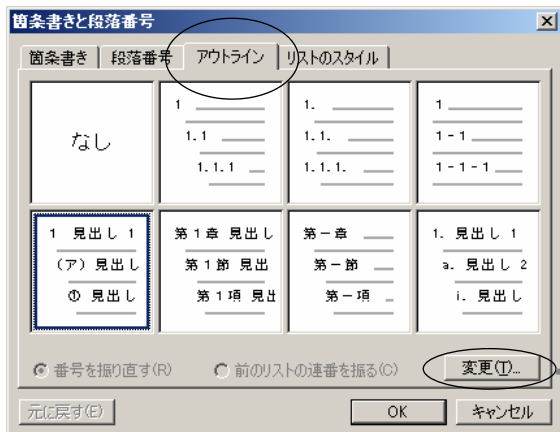 箇条書きと段落番号
箇条書き 段落番号 アウトライン リストのスタイル
なし
1
1.1
1.1.1
1.
1.1.
1.1.1.
1
1-1
1-1-1
1 見出し 1
(ア) 見出し
① 見出し
第1章 見出し
第1節 見出
第1項 見出
第一章
第一節
第一項
1. 見出し 1
a. 見出し 2
i. 見出し
番号を振り直す(R) 前のリストの連番を振る(C) 変更(T)...
元に戻す(E) OK キャンセル